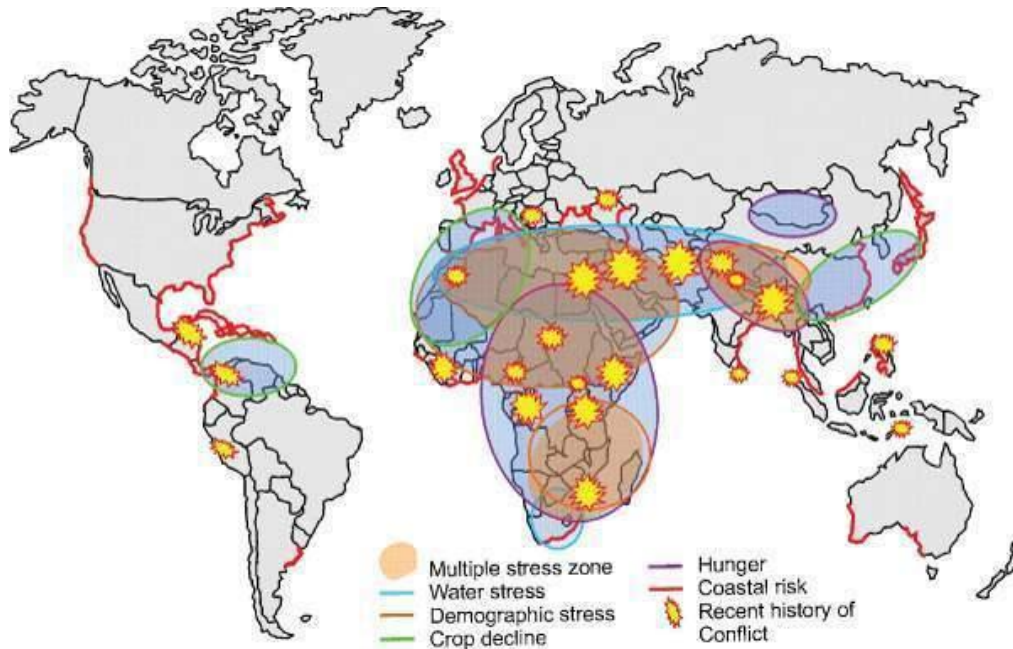 Multiple stress zone
Water stress
Demographic stress
Crop decline
Hunger
Coastal risk
Recent history of
Conflict